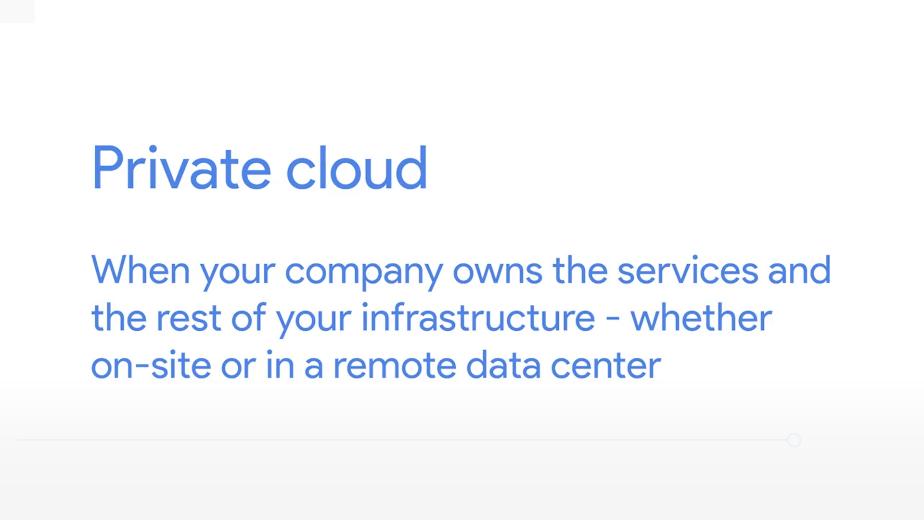 Private cloud
When your company owns the services and
the rest of your infrastructure - whether
on-site or in a remote data center